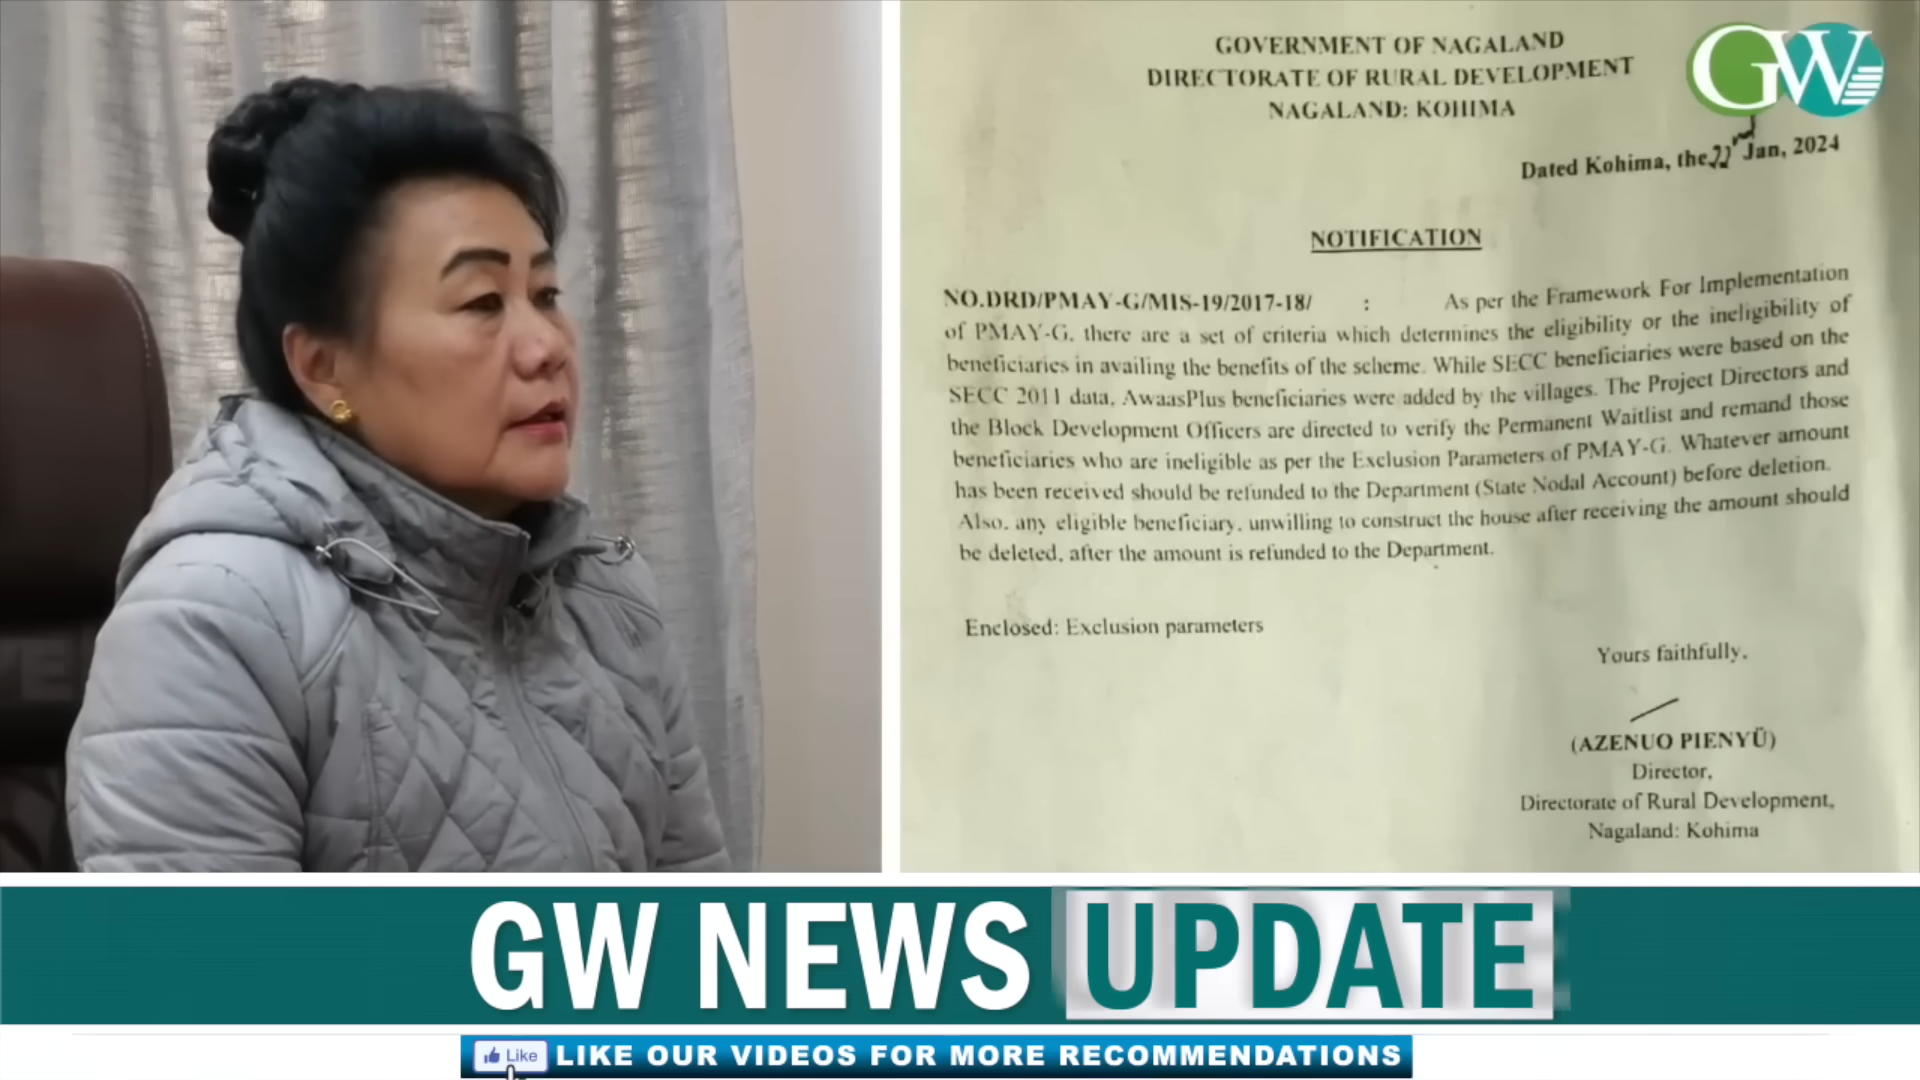 GW
GOVERNMENT OF NAGALAND
DIRECTORATE OF RURAL DEVELOPMENT
NAGALAND: KOHIMA
Dated Kohima, the Jan, 2024
NOTIFICATION
NO.DRD/PMAY-G/MIS-19/2017-18/ : As per the Framework For Implementation
of PMAY-G, there are a set of criteria which determines the eligibility or the ineligibility of
beneficiaries in availing the benefits of the scheme. While SECC beneficiaries were based on the
SECC 2011 data, AwaasPlus beneficiaries were added by the villages. The Project Directors and
the Block Development Officers are directed to verify the Permanent Waitlist and remand those
beneficiaries who are ineligible as per the Exclusion Parameters of PMAY-G. Whatever amount
has been received should be refunded to the Department (State Nodal Account) before deletion.
Also, any eligible beneficiary, unwilling to construct the house after receiving the amount should
be deleted, after the amount is refunded to the Department.
Enclosed: Exclusion parameters
Yours faithfully,
(AZENUO PIENYÜ)
Director,
Directorate of Rural Development,
Nagaland: Kohima
GW NEWS UPDATE
Like LIKE OUR VIDEOS FOR MORE RECOMMENDATIONS